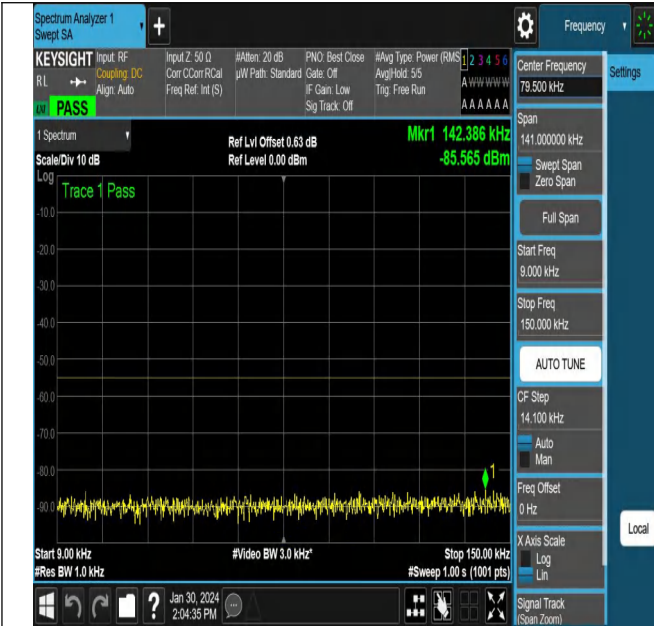 Spectrum Analyzer 1
Swept SA
+
Frequency
KEYSIGHT
Input: RF
Coupling: DC
Align: Auto
Input Z: 50 Ω
Corr CCorr RCal
Freq Ref: Int (S)
#Atten: 20 dB
µW Path: Standard
PNO: Best Close
Gate: Off
IF Gain: Low
Sig Track: Off
#Avg Type: Power (RMS
Avg|Hold: 5/5
Trig: Free Run
1 2 3 4 5 6
A W W W W W
A A A A A A
RL
LXI
PASS
1 Spectrum
Scale/Div 10 dB
Ref Lvl Offset 0.63 dB
Ref Level 0.00 dBm
Mkr1 142.386 kHz
-85.565 dBm
Log
Trace 1 Pass
-10.0
-20.0
-30.0
-40.0
-50.0
-60.0
-70.0
-80.0
-90.0
1
Start 9.00 kHz
#Res BW 1.0 kHz
#Video BW 3.0 kHz*
Stop 150.00 kHz
#Sweep 1.00 s (1001 pts)
?
Jan 30, 2024
2:04:35 PM
Center Frequency
79.500 kHz
Settings
Span
141.000000 kHz
Swept Span
Zero Span
Full Span
Start Freq
9.000 kHz
Stop Freq
150.000 kHz
AUTO TUNE
CF Step
14.100 kHz
Auto
Man
Freq Offset
0 Hz
Local
X Axis Scale
Log
Lin
Signal Track
(Span Zoom)